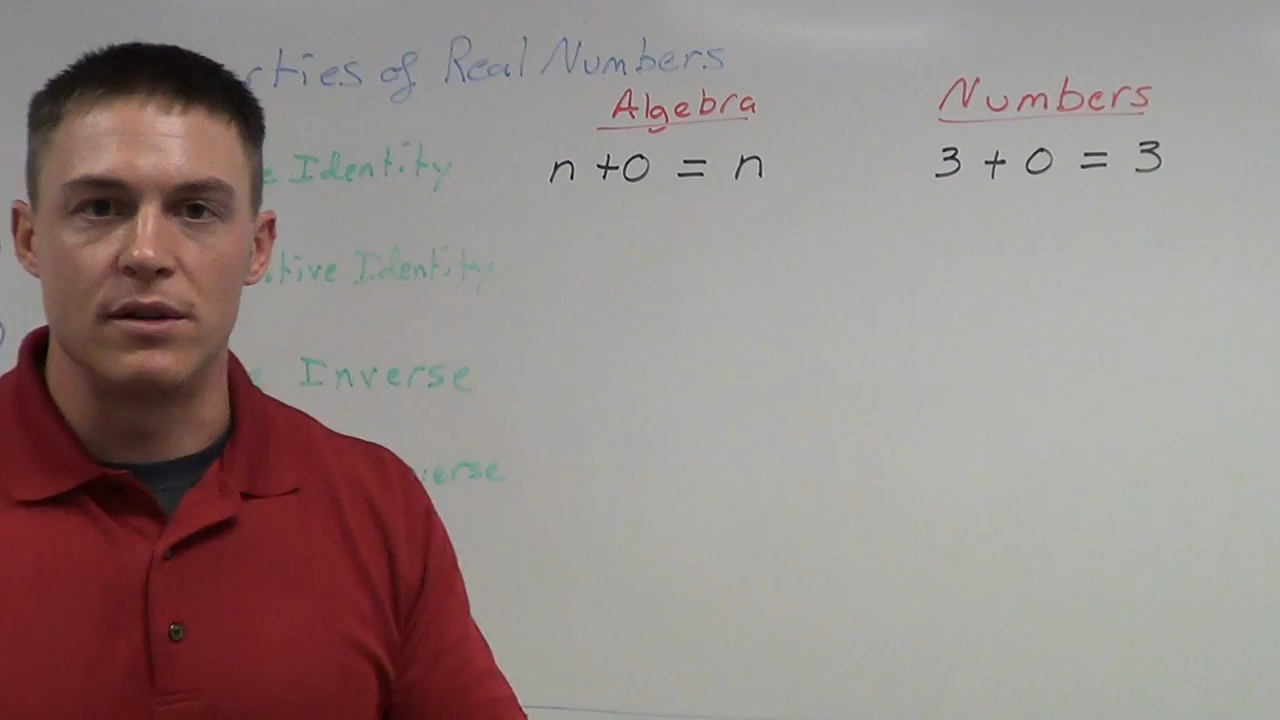 rties of Real Numbers
Algebra Numbers
e Identity n + 0 = n 3 + 0 = 3
tive Identity
e Inverse
verse